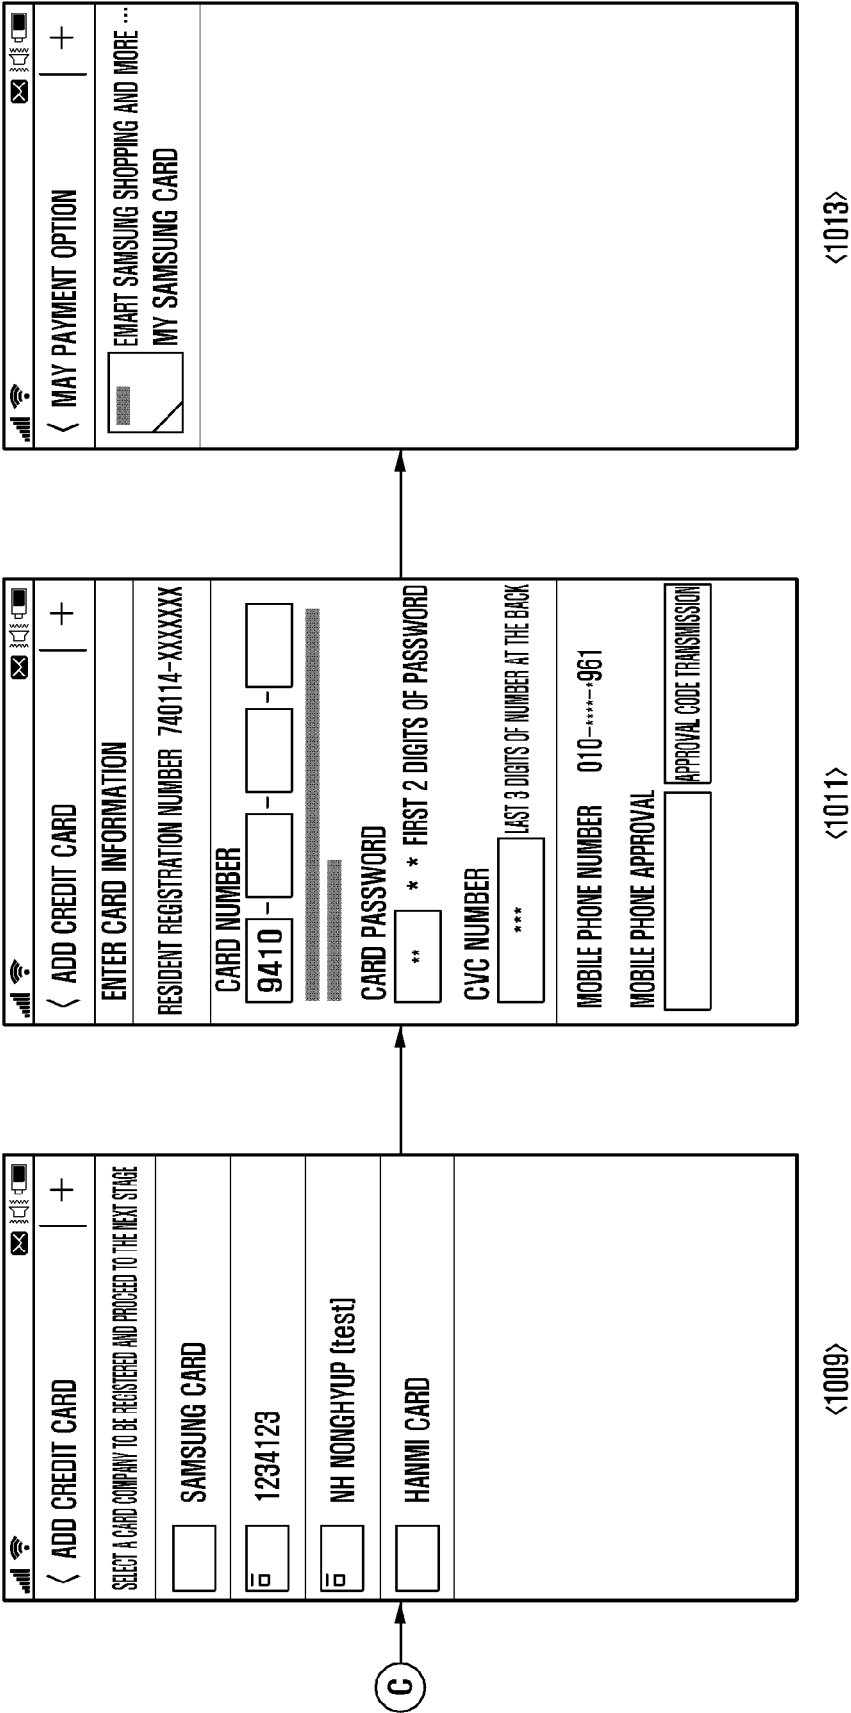 C
< ADD CREDIT CARD +
SELECT A CARD COMPANY TO BE REGISTERED AND PROCEED TO THE NEXT STAGE
SAMSUNG CARD
1234123
NH NONGHYUP (test)
HANMI CARD
<1009>
< ADD CREDIT CARD +
ENTER CARD INFORMATION
RESIDENT REGISTRATION NUMBER 740114-XXXXXXX
CARD NUMBER
9410 - - -
CARD PASSWORD
** * * FIRST 2 DIGITS OF PASSWORD
CVC NUMBER
*** LAST 3 DIGITS OF NUMBER AT THE BACK
MOBILE PHONE NUMBER 010-****-*961
MOBILE PHONE APPROVAL
APPROVAL CODE TRANSMISSION
<1011>
< MAY PAYMENT OPTION +
EMART SAMSUNG SHOPPING AND MORE ...
MY SAMSUNG CARD
<1013>